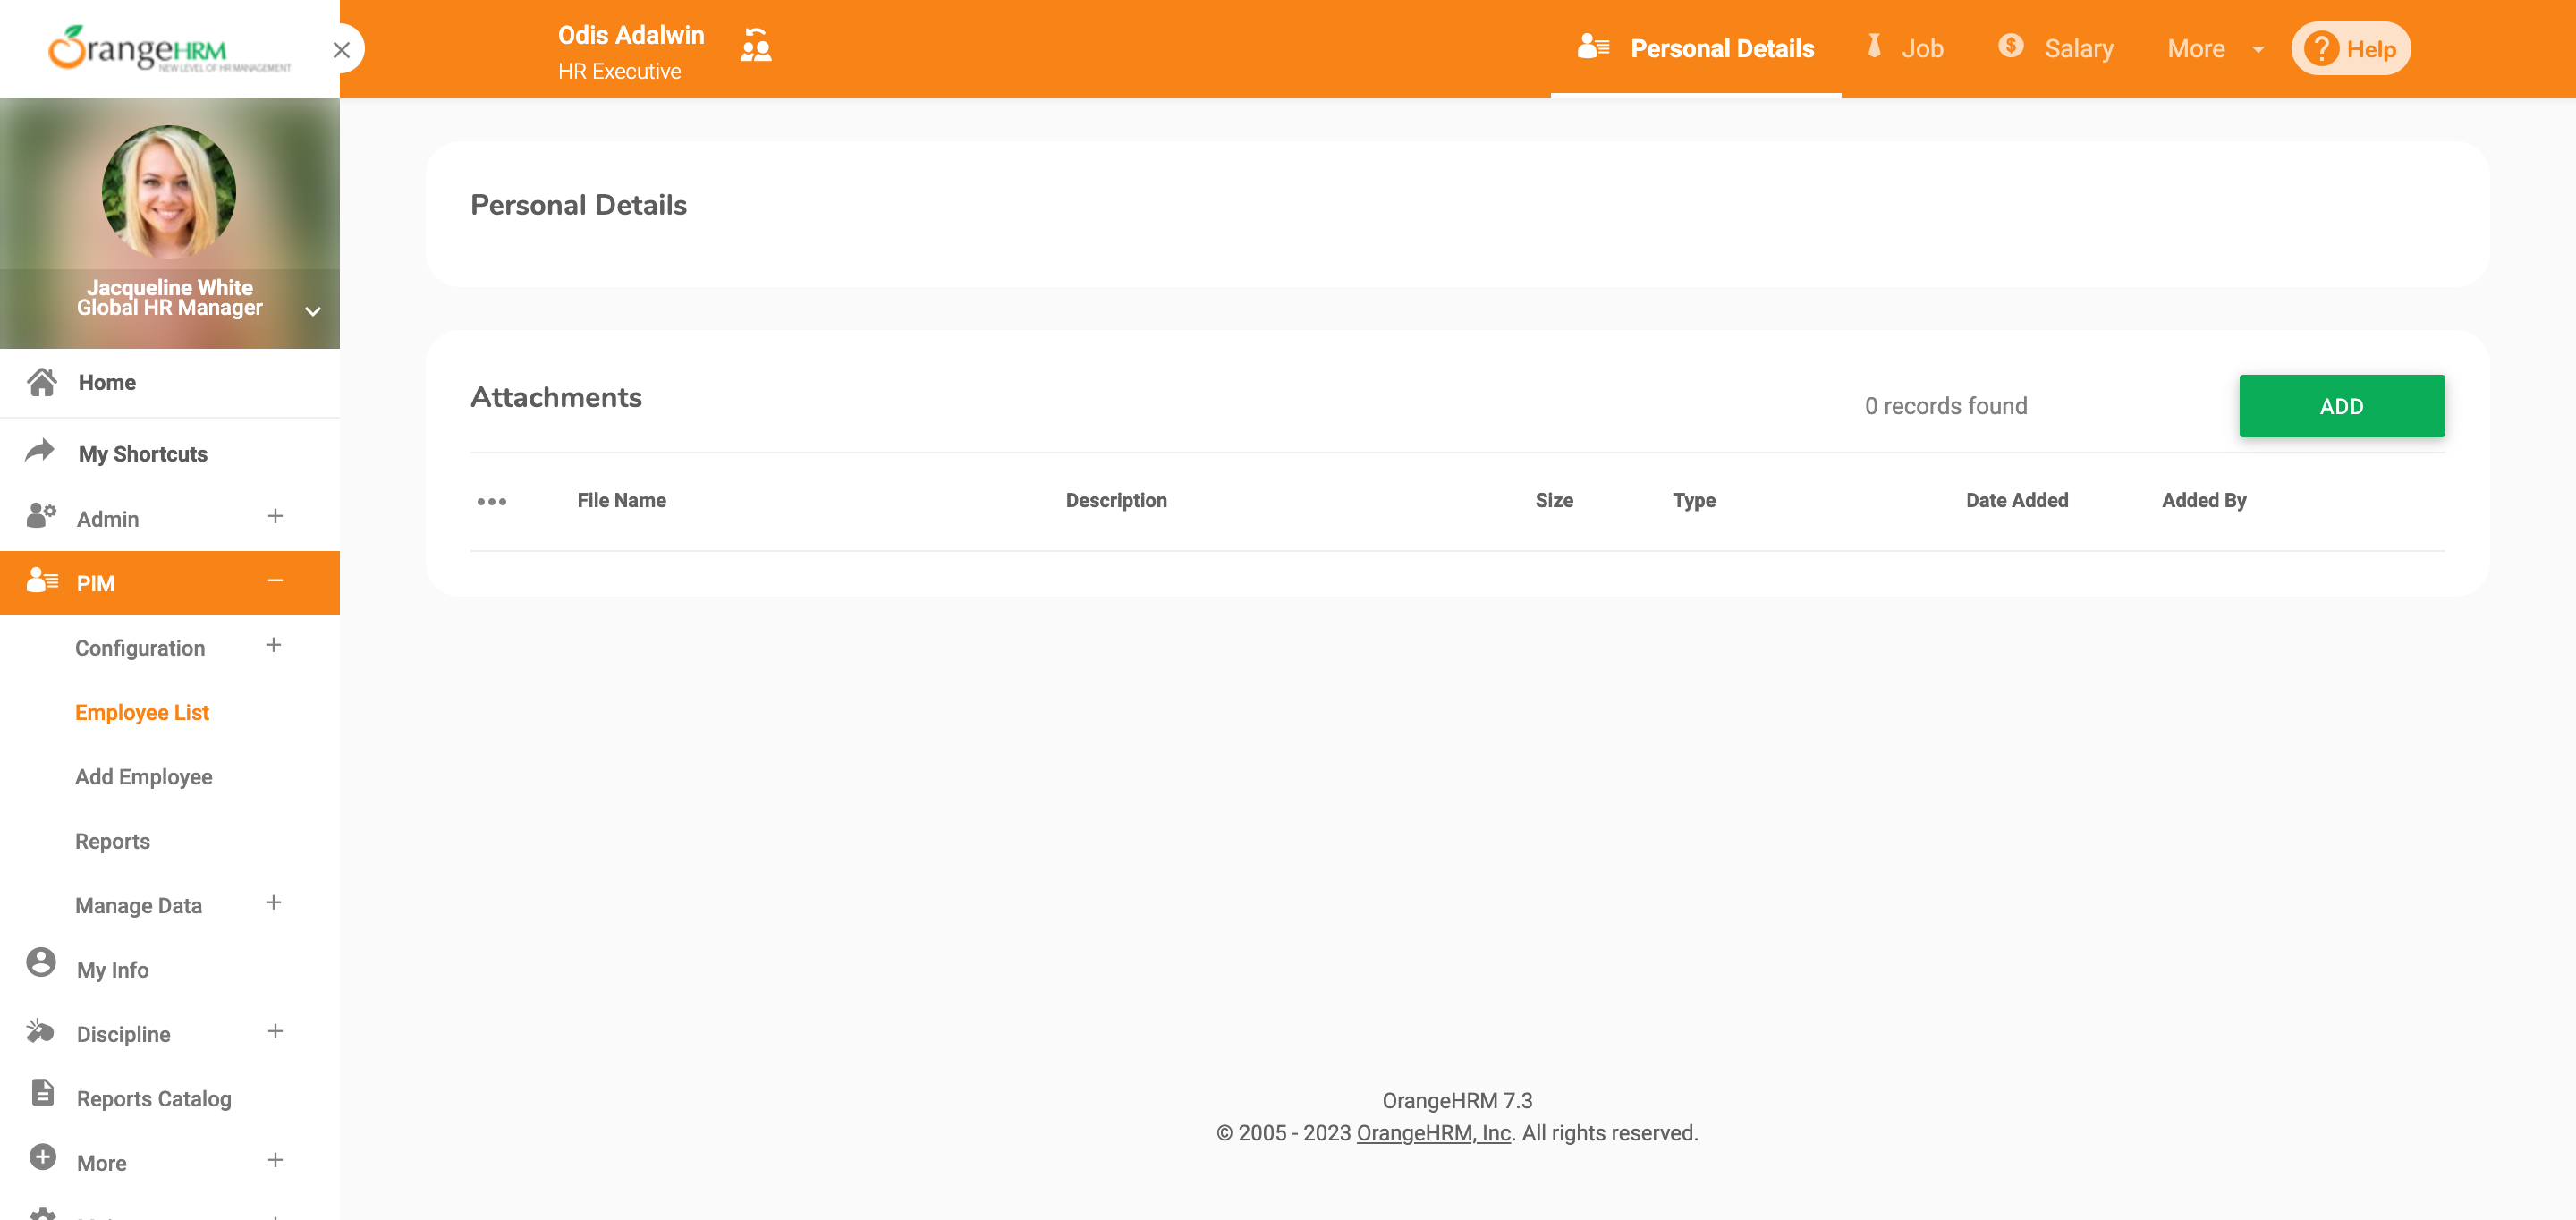 OrangeHRM
NEW LEVEL OF HR MANAGEMENT
Odis Adalwin
HR Executive
Personal Details
Job
Salary
More
Help
Jacqueline White
Global HR Manager
Home
My Shortcuts
Admin
PIM
Configuration
Employee List
Add Employee
Reports
Manage Data
My Info
Discipline
Reports Catalog
More
Personal Details
Attachments
0 records found
ADD
File Name
Description
Size
Type
Date Added
Added By
OrangeHRM 7.3
© 2005 - 2023 OrangeHRM, Inc. All rights reserved.